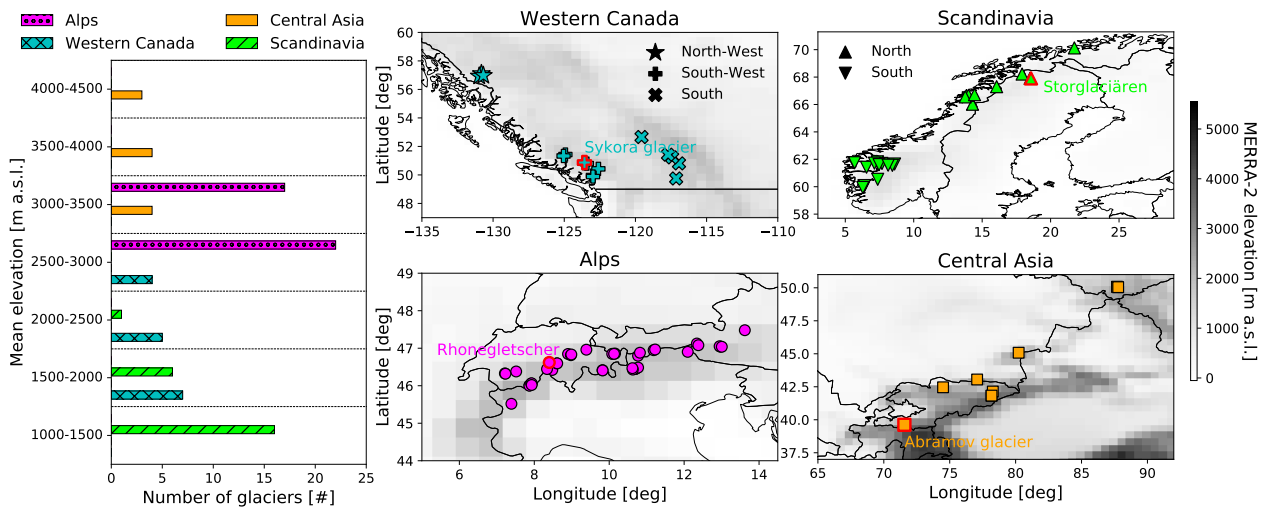 Alps
Central Asia
Western Canada
Scandinavia
Mean elevation [m a.s.l.]
4000-4500
3500-4000
3000-3500
2500-3000
2000-2500
1500-2000
1000-1500
0 5 10 15 20 25
Number of glaciers [#]
Western Canada
Latitude [deg]
60
58
56
54
52
50
48
North-West
South-West
South
Sykora glacier
−135 −130 −125 −120 −115 −110
Scandinavia
70
68
66
64
62
60
58
North
South
Storglaciären
5 10 15 20 25
Alps
Latitude [deg]
49
48
47
46
45
44
Rhonegletscher
6 8 10 12 14
Longitude [deg]
Central Asia
50.0
47.5
45.0
42.5
40.0
37.5
Abramov glacier
65 70 75 80 85 90
Longitude [deg]
5000
4000
3000
2000
1000
0
MERRA-2 elevation [m a.s.l.]